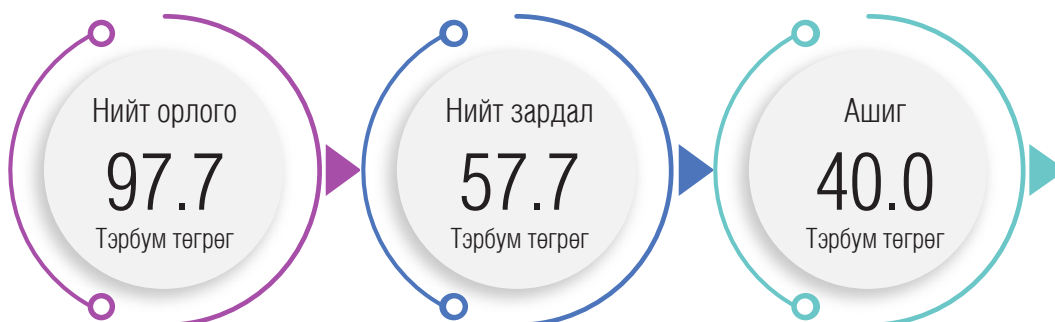 Нийт орлого
97.7
Тэрбум төгрөг
Нийт зардал
57.7
Тэрбум төгрөг
Ашиг
40.0
Тэрбум төгрөг